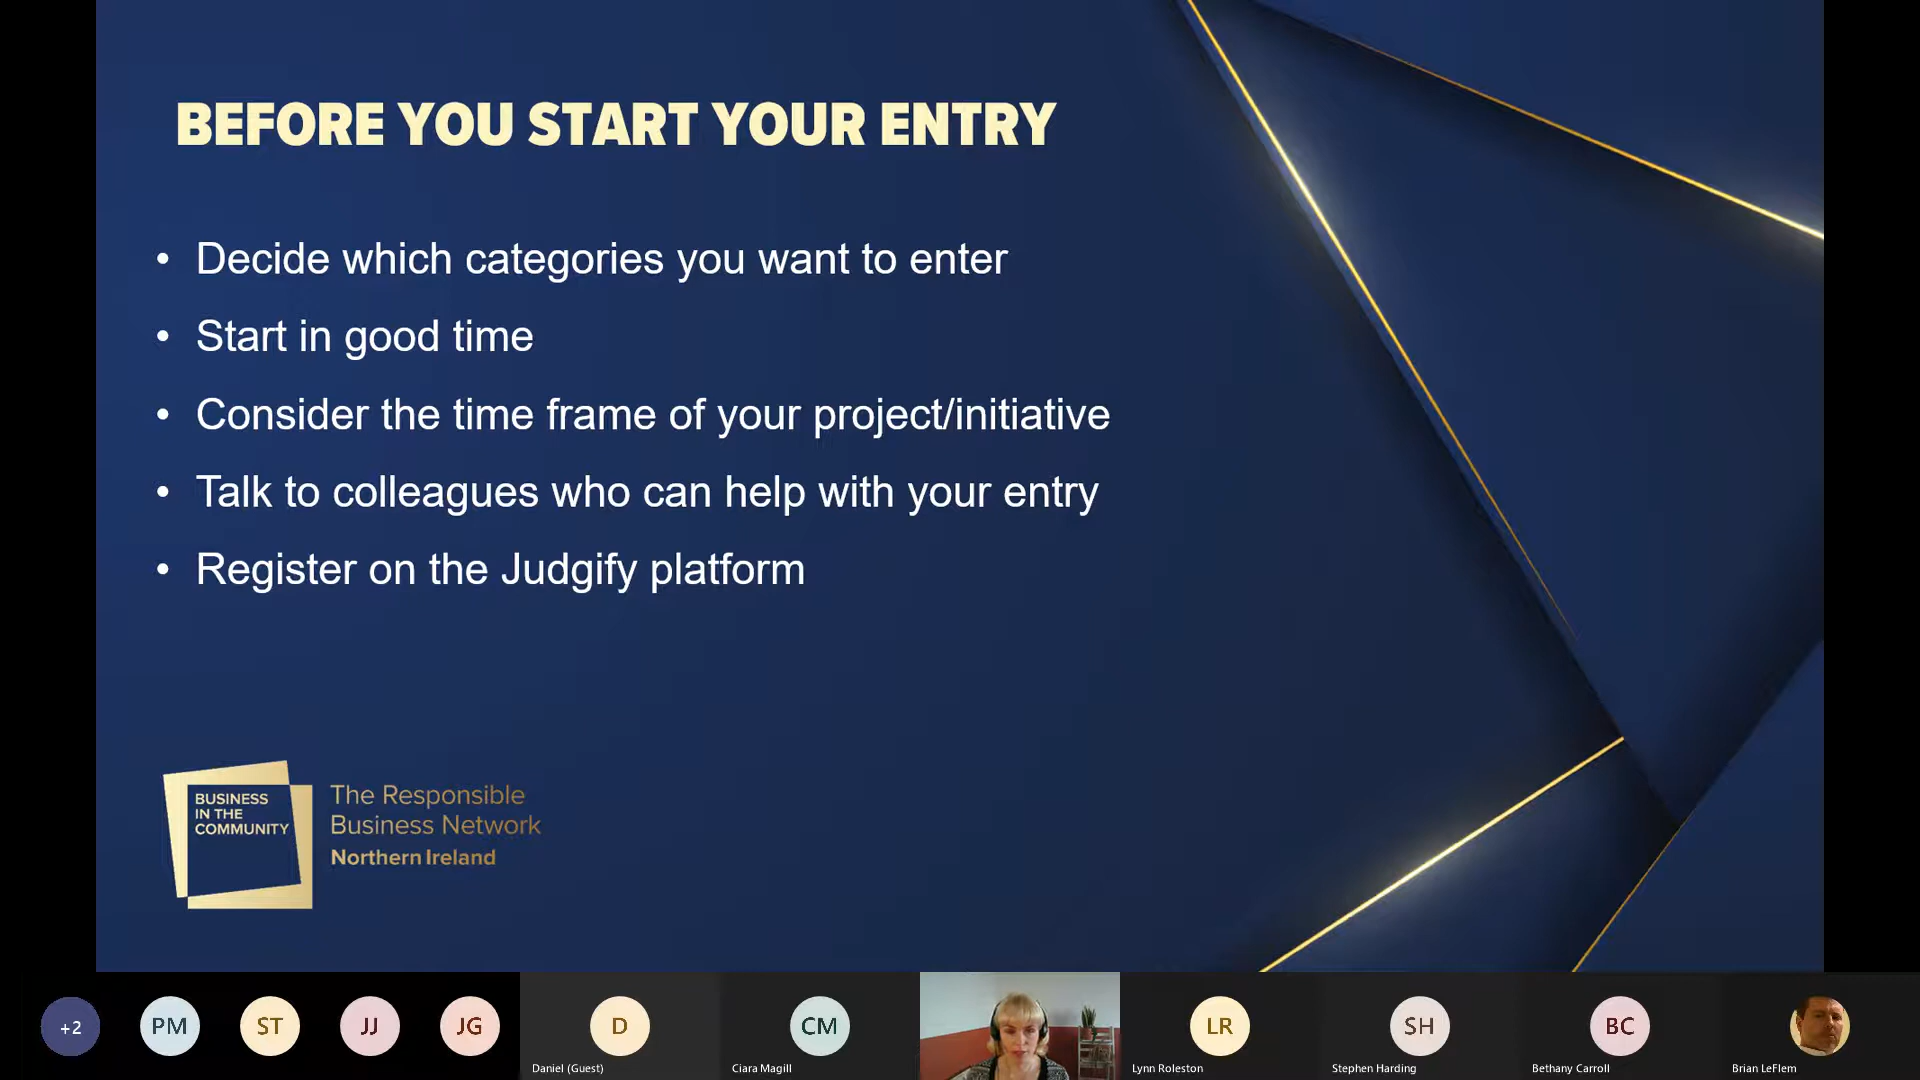 BEFORE YOU START YOUR ENTRY
• Decide which categories you want to enter
• Start in good time
• Consider the time frame of your project/initiative
• Talk to colleagues who can help with your entry
• Register on the Judgify platform
BUSINESS
IN THE
COMMUNITY
The Responsible
Business Network
Northern Ireland
+2
PM
ST
JJ
JG
D
Daniel (Guest)
CM
Ciara Magill
LR
Lynn Roleston
SH
Stephen Harding
BC
Bethany Carroll
Brian LeFlem